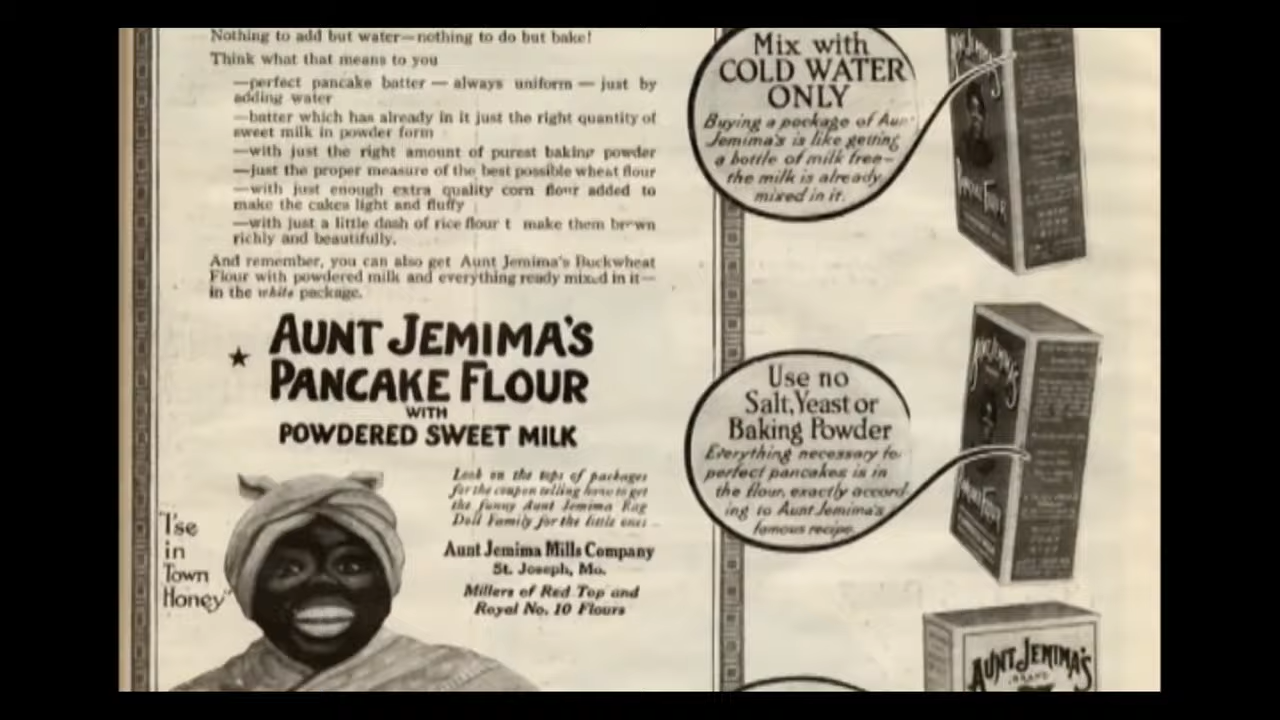 Nothing to add but water—nothing to do but bake!
Think what that means to you
—perfect pancake batter — always uniform — just by
adding water
—batter which has already in it just the right quantity of
sweet milk in powder form
—with just the right amount of purest baking powder
—just the proper measure of the best possible wheat flour
—with just enough extra quality corn flour added to
make the cakes light and fluffy
—with just a little dash of rice flour t make them brown
richly and beautifully.
And remember, you can also get Aunt Jemima's Buckwheat
Flour with powdered milk and everything ready mixed in it—
in the white package.
AUNT JEMIMA'S
PANCAKE FLOUR
WITH
POWDERED SWEET MILK
Look on the tops of packages
for the coupon telling how to get
the funny Aunt Jemima Rag
Doll Family for the little ones
Aunt Jemima Mills Company
St. Joseph, Mo.
Millers of Red Top and
Royal No. 10 Flours
"I'se
in
Town
Honey"
Mix with
COLD WATER
ONLY
Buying a package of Aunt
Jemima's is like getting
a bottle of milk free—
the milk is already
mixed in it.
Use no
Salt, Yeast or
Baking Powder
Everything necessary to
perfect pancakes is in
the flour, exactly accord-
ing to Aunt Jemima's
famous recipe.
AUNT JEMIMA'S
BRAND